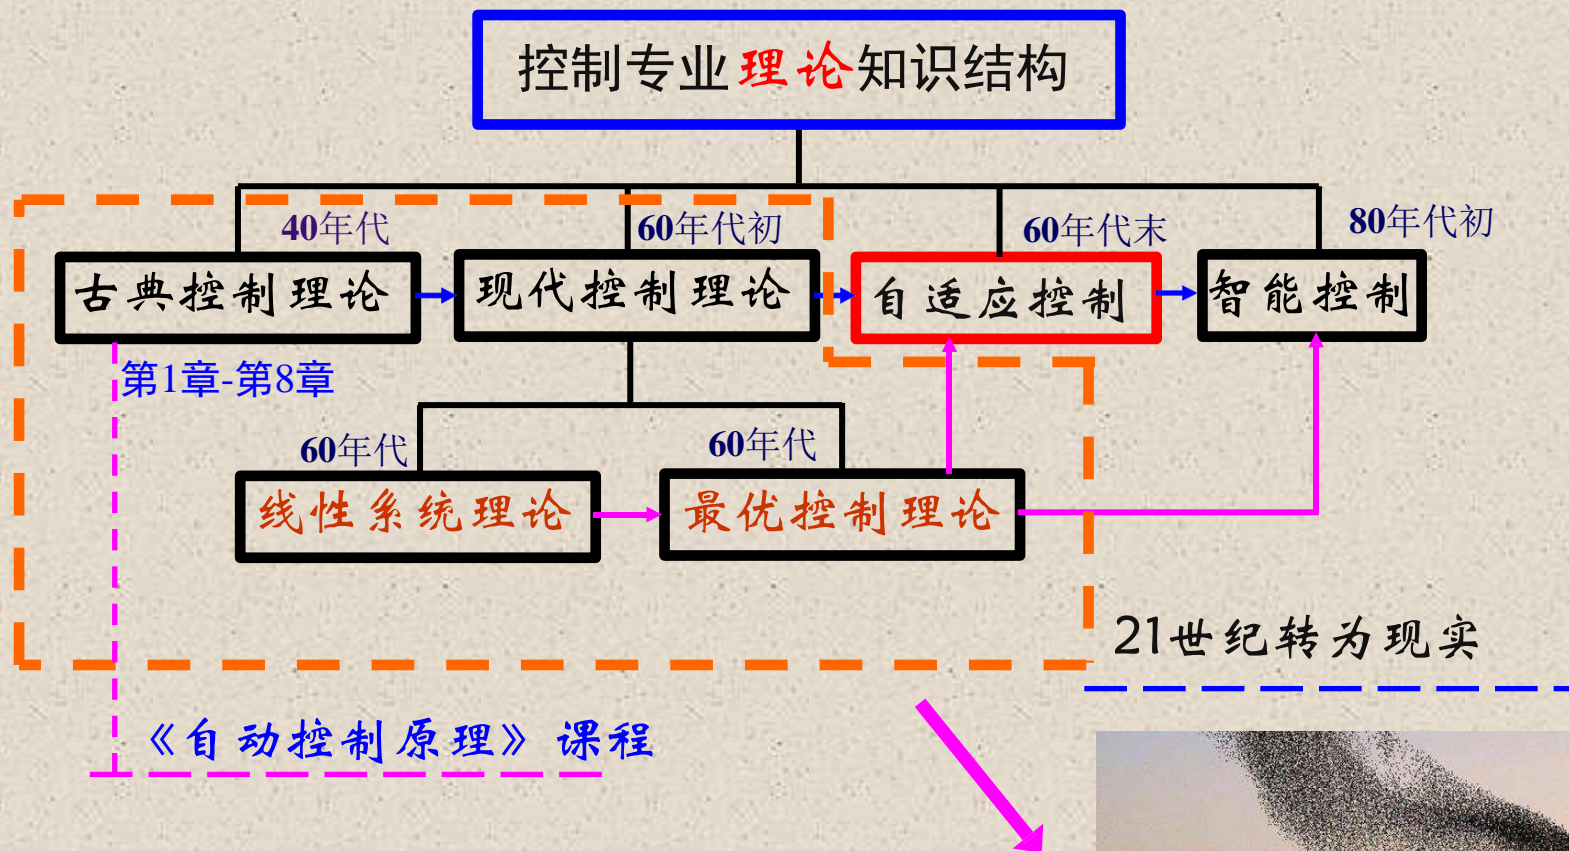 控制专业理论知识结构
40年代
60年代初
60年代末
80年代初
古典控制理论
现代控制理论
自适应控制
智能控制
第1章-第8章
60年代
60年代
线性系统理论
最优控制理论
21世纪转为现实
《自动控制原理》课程